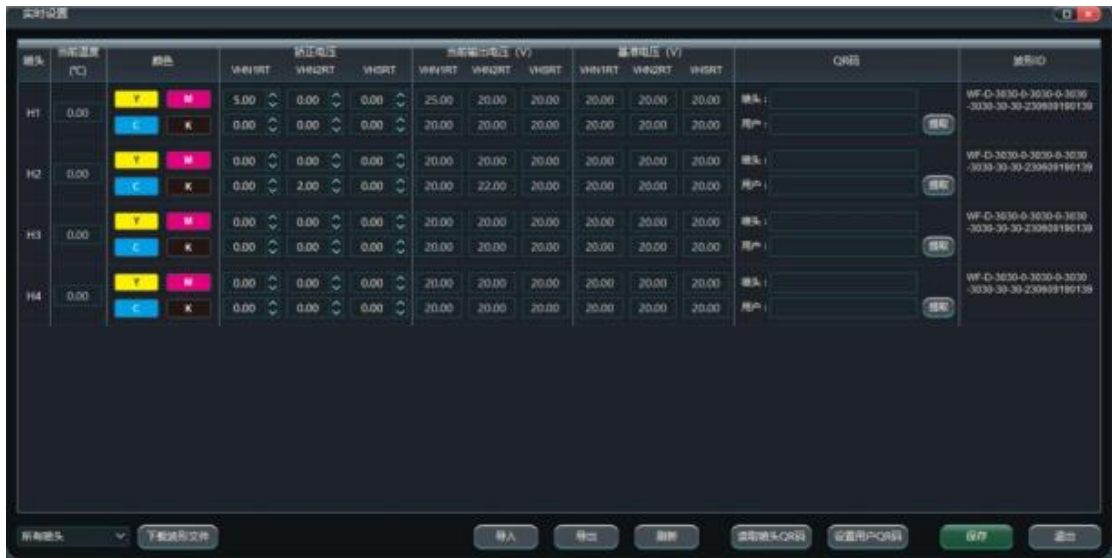 实时设置
喷头 当前温度 (℃) 颜色 矫正电压 当前输出电压 (V) 基准电压 (V) QR码 波形ID
VHN1RT VHN2RT VHSRT VHN1RT VHN2RT VHSRT VHN1RT VHN2RT VHSRT
H1 0.00 Y M 5.00 0.00 0.00 25.00 20.00 20.00 20.00 20.00 20.00 喷头: WF-D-3030-0-3030-0-3030
-3030-30-30-230609190139
C K 0.00 0.00 0.00 20.00 20.00 20.00 20.00 20.00 20.00 用户: 提取
H2 0.00 Y M 0.00 0.00 0.00 20.00 20.00 20.00 20.00 20.00 20.00 喷头: WF-D-3030-0-3030-0-3030
-3030-30-30-230609190139
C K 0.00 2.00 0.00 20.00 22.00 20.00 20.00 20.00 20.00 用户: 提取
H3 0.00 Y M 0.00 0.00 0.00 20.00 20.00 20.00 20.00 20.00 20.00 喷头: WF-D-3030-0-3030-0-3030
-3030-30-30-230609190139
C K 0.00 0.00 0.00 20.00 20.00 20.00 20.00 20.00 20.00 用户: 提取
H4 0.00 Y M 0.00 0.00 0.00 20.00 20.00 20.00 20.00 20.00 20.00 喷头: WF-D-3030-0-3030-0-3030
-3030-30-30-230609190139
C K 0.00 0.00 0.00 20.00 20.00 20.00 20.00 20.00 20.00 用户: 提取
所有喷头 下载波形文件 导入 导出 刷新 读取喷头QR码 设置用户QR码 保存 退出